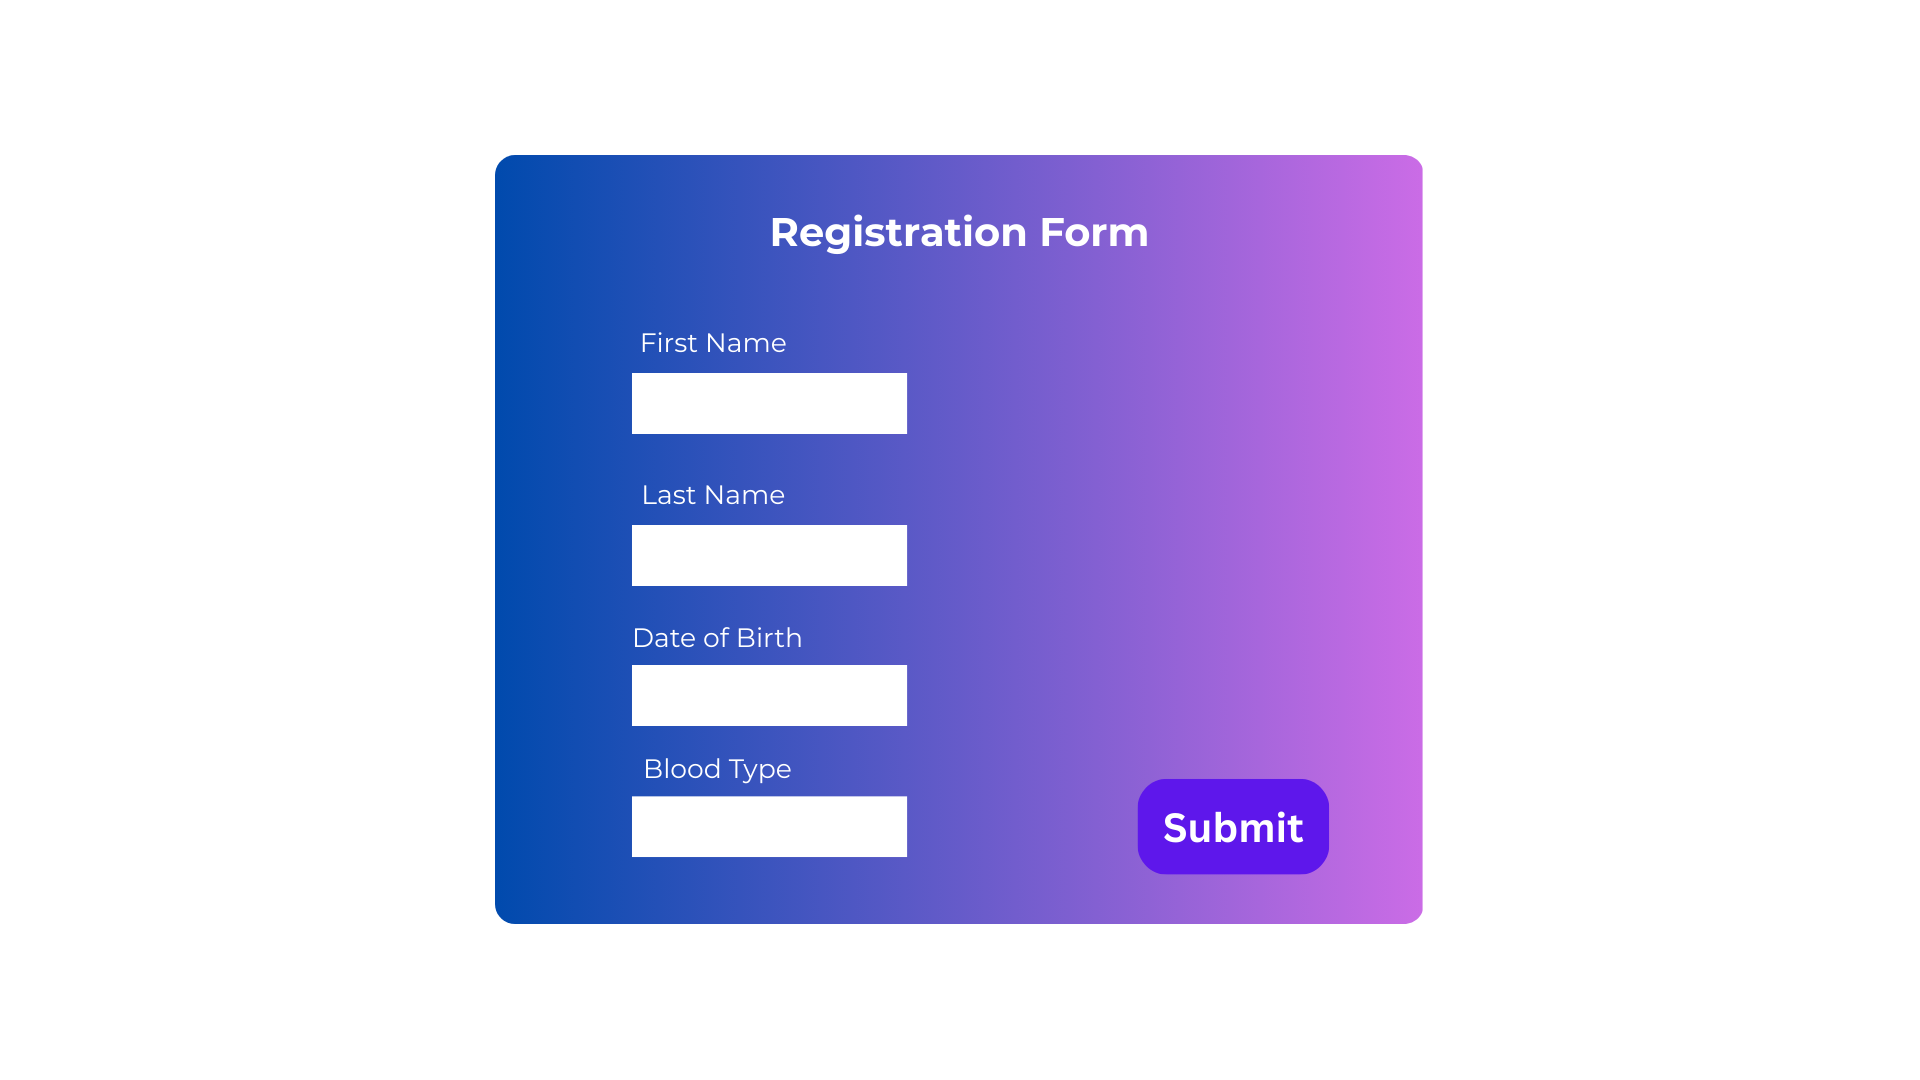 Registration Form
First Name
Last Name
Date of Birth
Blood Type
Submit